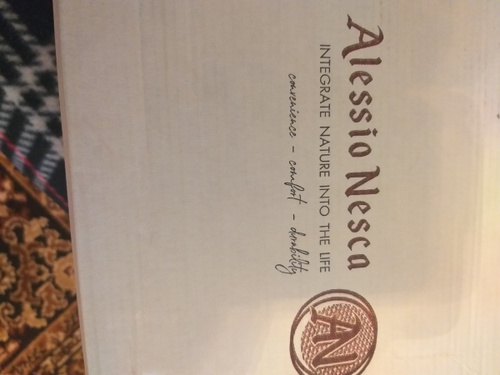 Alessio Nesca
INTEGRATE NATURE INTO THE LIFE
convenience - comfort - durability
AN